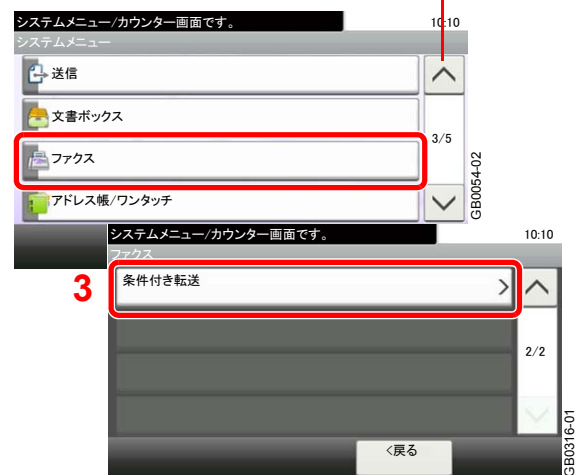 システムメニュー/カウンター画面です。
10:10
システムメニュー
送信
文書ボックス
3/5
ファクス
アドレス帳/ワンタッチ
GB0054-02
システムメニュー/カウンター画面です。
10:10
ファクス
3
条件付き転送
2/2
<戻る
GB0316-01